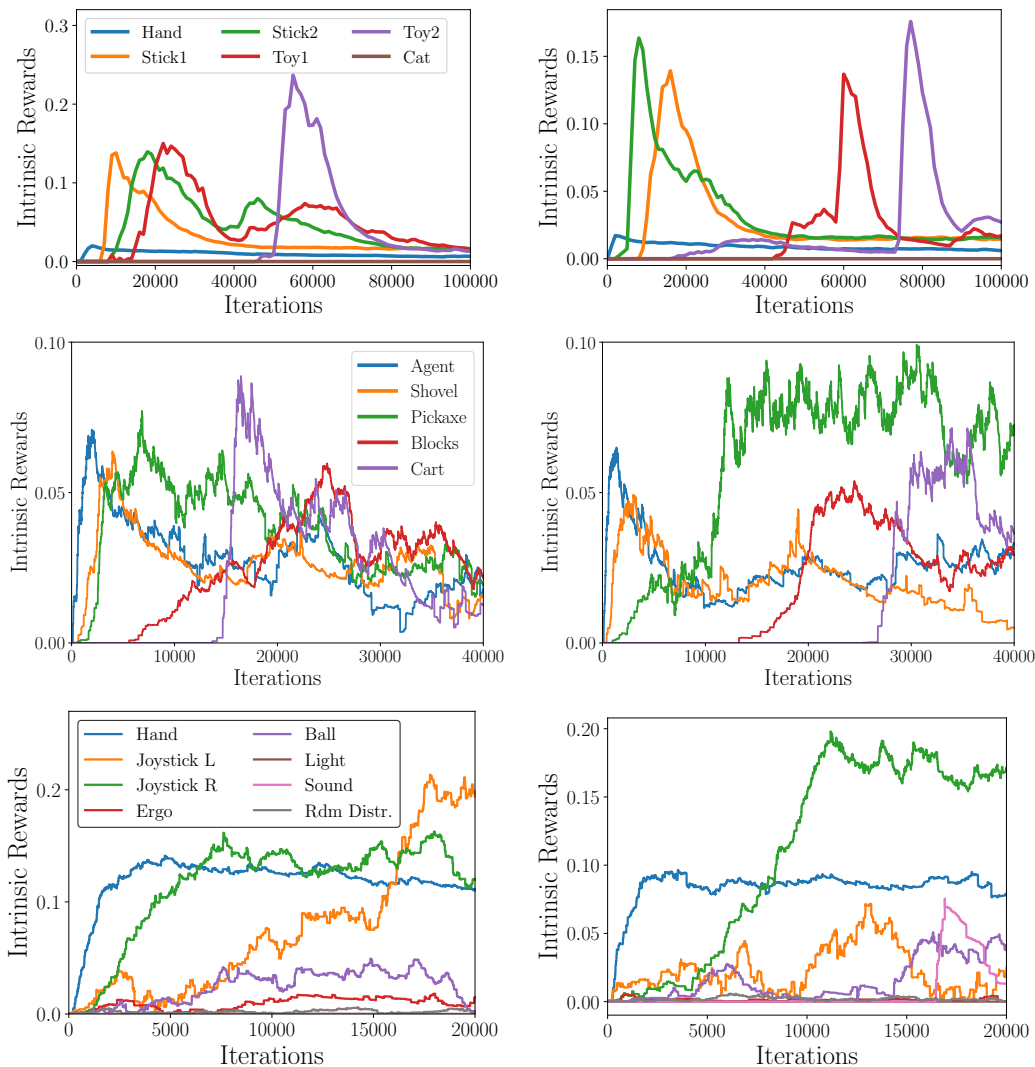 Intrinsic Rewards
0.3
0.2
0.1
0.0
Hand Stick2 Toy2
Stick1 Toy1 Cat
0 20000 40000 60000 80000 100000
Iterations
Intrinsic Rewards
0.15
0.10
0.05
0.00
0 20000 40000 60000 80000 100000
Iterations
Intrinsic Rewards
0.10
0.05
0.00
Agent
Shovel
Pickaxe
Blocks
Cart
0 10000 20000 30000 40000
Iterations
Intrinsic Rewards
0.10
0.05
0.00
0 10000 20000 30000 40000
Iterations
Intrinsic Rewards
0.2
0.1
0.0
Hand Ball
Joystick L Light
Joystick R Sound
Ergo Rdm Distr.
0 5000 10000 15000 20000
Iterations
Intrinsic Rewards
0.20
0.15
0.10
0.05
0.00
0 5000 10000 15000 20000
Iterations